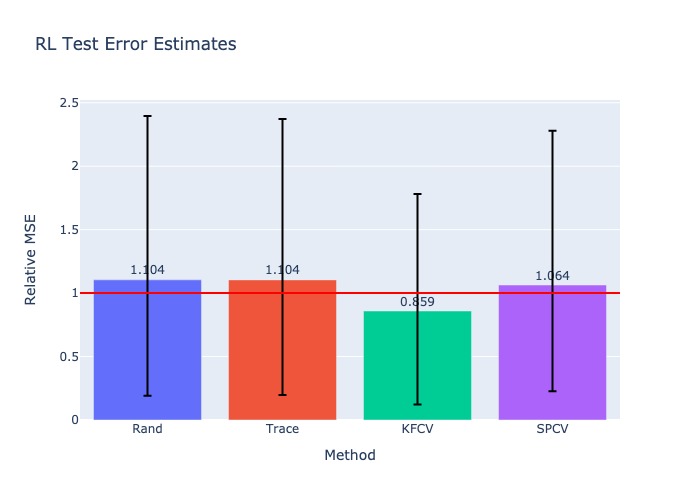 RL Test Error Estimates
2.5
2
1.5
1
0.5
0
Relative MSE
1.104
1.104
0.859
1.064
Rand
Trace
KFCV
SPCV
Method